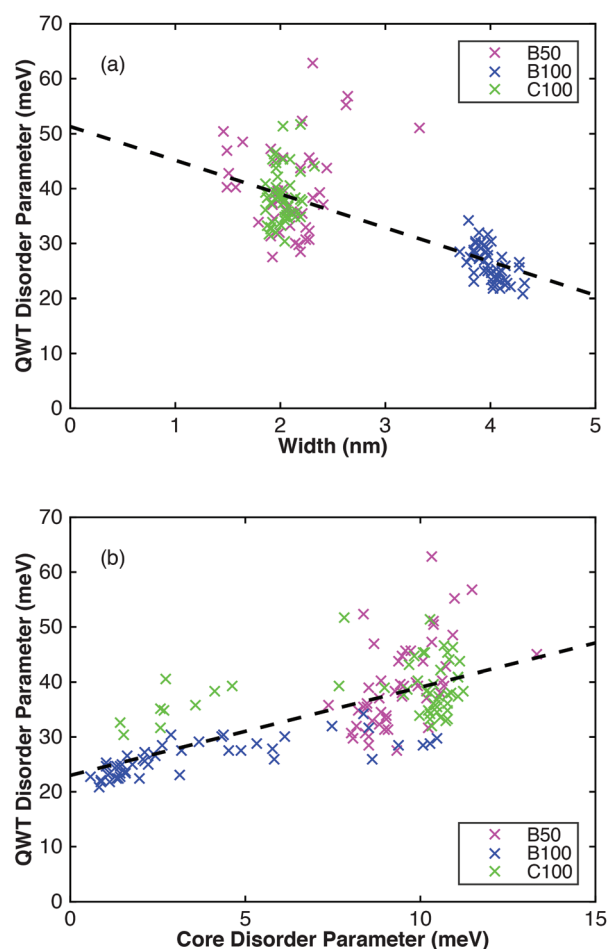 70
60
50
40
30
20
10
0
QWT Disorder Parameter (meV)
(a)
B50
B100
C100
0 1 2 3 4 5
Width (nm)
70
60
50
40
30
20
10
0
QWT Disorder Parameter (meV)
(b)
B50
B100
C100
0 5 10 15
Core Disorder Parameter (meV)